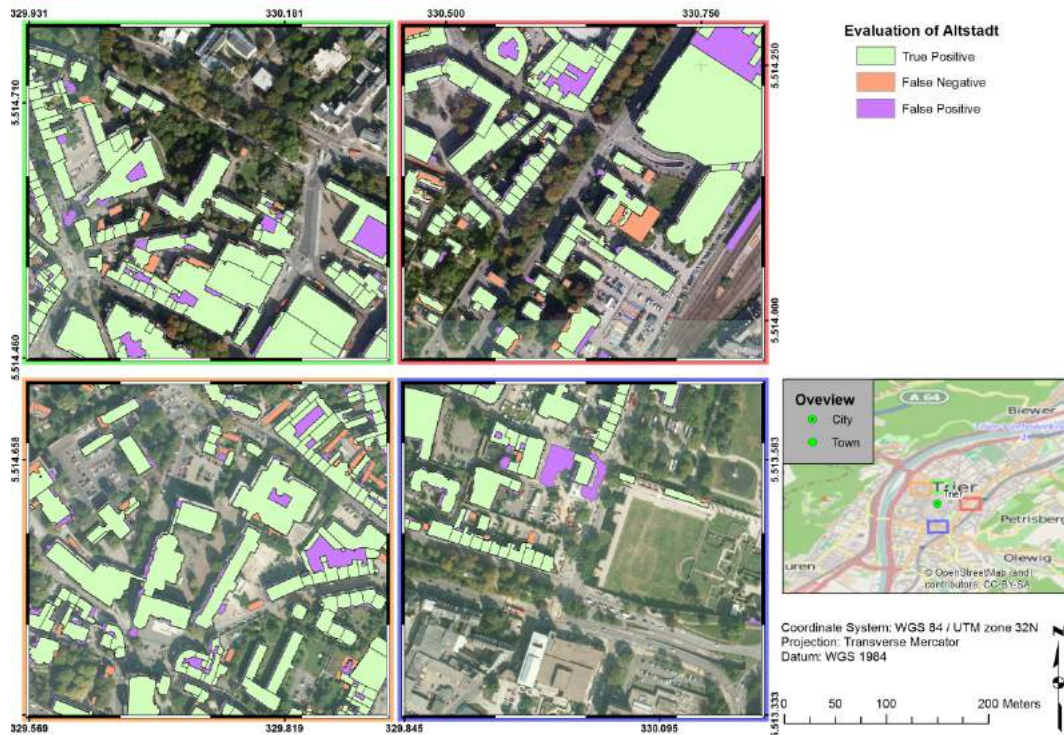 329.931
330.181
330.500
330.750
5.514.710
5.514.460
5.514.250
5.514.000
Evaluation of Altstadt
True Positive
False Negative
False Positive
5.514.658
5.513.583
5.513.333
329.569
329.819
329.845
330.095
Oveview
City
Town
A 64
Biewer
Trier
Trier
Petrisberg
Olewig
uren
© OpenStreetMap (and)
contributors, CC-BY-SA
Coordinate System: WGS 84 / UTM zone 32N
Projection: Transverse Mercator
Datum: WGS 1984
0 50 100 200 Meters